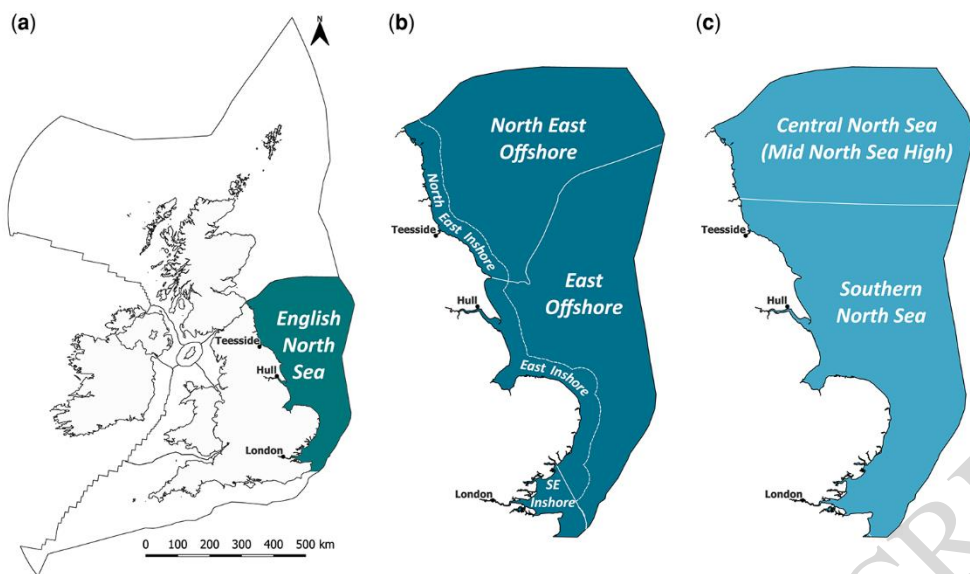 (a)
N
English
North
Sea
Teesside
Hull
London
0 100 200 300 400 500 km
(b)
North East
Offshore
North East Inshore
Teesside
East
Offshore
Hull
East Inshore
London
SE
Inshore
(c)
Central North Sea
(Mid North Sea High)
Teesside
Hull
Southern
North Sea
London